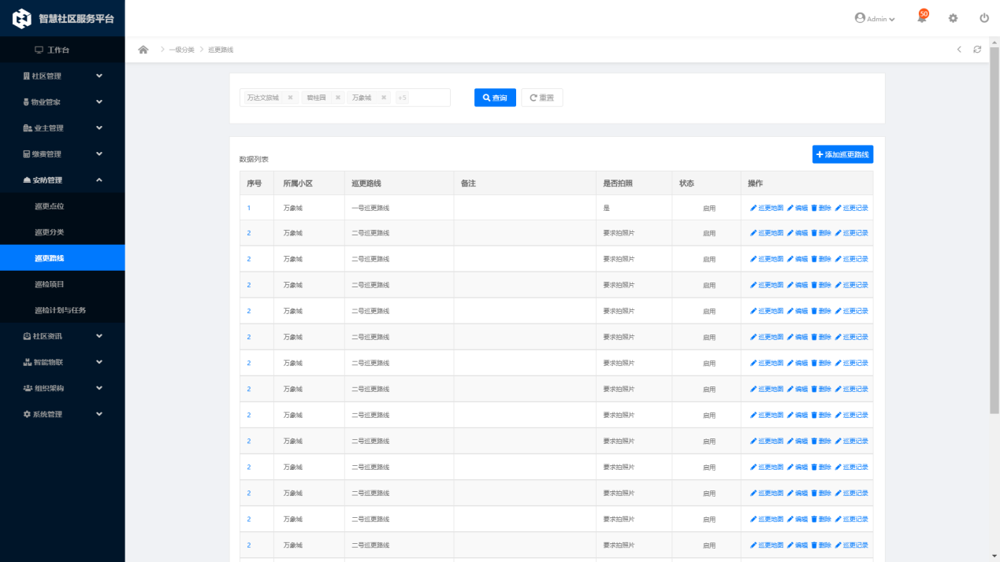 智慧社区服务平台
Admin
50
工作台
一级分类
巡更路线
社区管理
物业管家
业主管理
缴费管理
安防管理
巡更点位
巡更分类
巡更路线
巡检项目
巡检计划与任务
社区资讯
智能物联
组织架构
系统管理
万达文旅城 × 碧桂园 × 万象城 × +5
查询
重置
数据列表
添加巡更路线
序号 所属小区 巡更路线 备注 是否拍照 状态 操作
1 万象城 一号巡更路线 是 启用 巡更地图 编辑 删除 巡更记录
2 万象城 二号巡更路线 要求拍照片 启用 巡更地图 编辑 删除 巡更记录
2 万象城 二号巡更路线 要求拍照片 启用 巡更地图 编辑 删除 巡更记录
2 万象城 二号巡更路线 要求拍照片 启用 巡更地图 编辑 删除 巡更记录
2 万象城 二号巡更路线 要求拍照片 启用 巡更地图 编辑 删除 巡更记录
2 万象城 二号巡更路线 要求拍照片 启用 巡更地图 编辑 删除 巡更记录
2 万象城 二号巡更路线 要求拍照片 启用 巡更地图 编辑 删除 巡更记录
2 万象城 二号巡更路线 要求拍照片 启用 巡更地图 编辑 删除 巡更记录
2 万象城 二号巡更路线 要求拍照片 启用 巡更地图 编辑 删除 巡更记录
2 万象城 二号巡更路线 要求拍照片 启用 巡更地图 编辑 删除 巡更记录
2 万象城 二号巡更路线 要求拍照片 启用 巡更地图 编辑 删除 巡更记录
2 万象城 二号巡更路线 要求拍照片 启用 巡更地图 编辑 删除 巡更记录
2 万象城 二号巡更路线 要求拍照片 启用 巡更地图 编辑 删除 巡更记录
2 万象城 二号巡更路线 要求拍照片 启用 巡更地图 编辑 删除 巡更记录